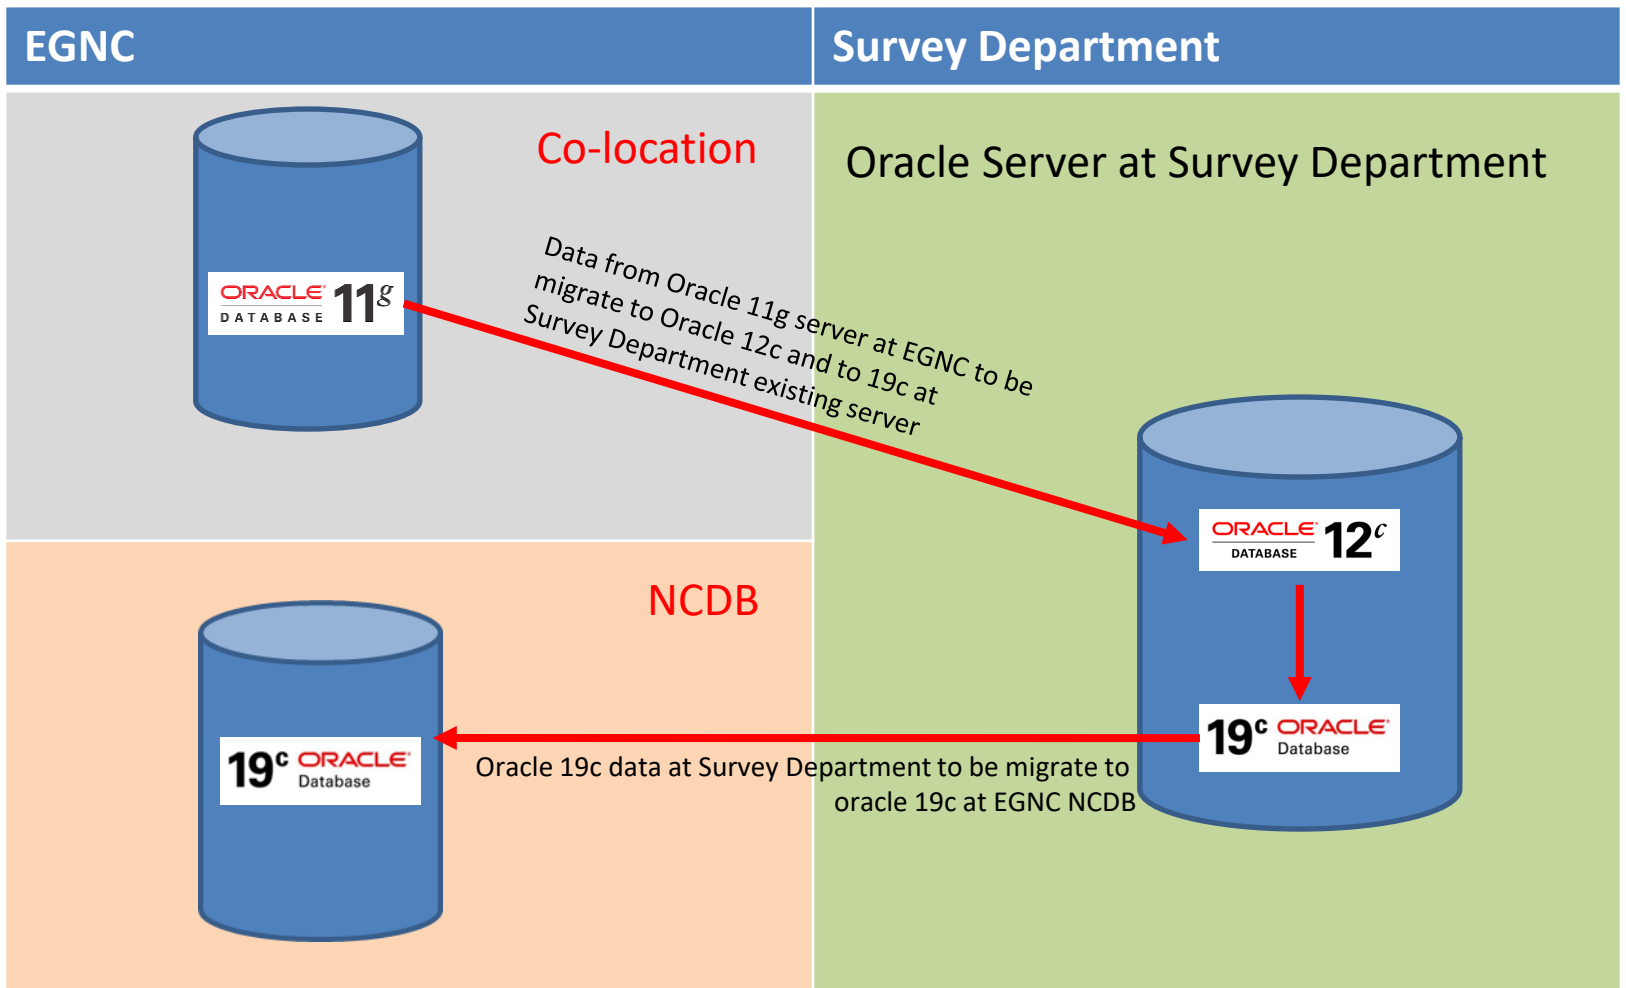 EGNC
Survey Department
Co-location
Oracle Server at Survey Department
ORACLE
DATABASE
11g
Data from Oracle 11g server at EGNC to be
migrate to Oracle 12c and to 19c at
Survey Department existing server
ORACLE
DATABASE
12c
NCDB
19c ORACLE
Database
19c ORACLE
Database
Oracle 19c data at Survey Department to be migrate to
oracle 19c at EGNC NCDB